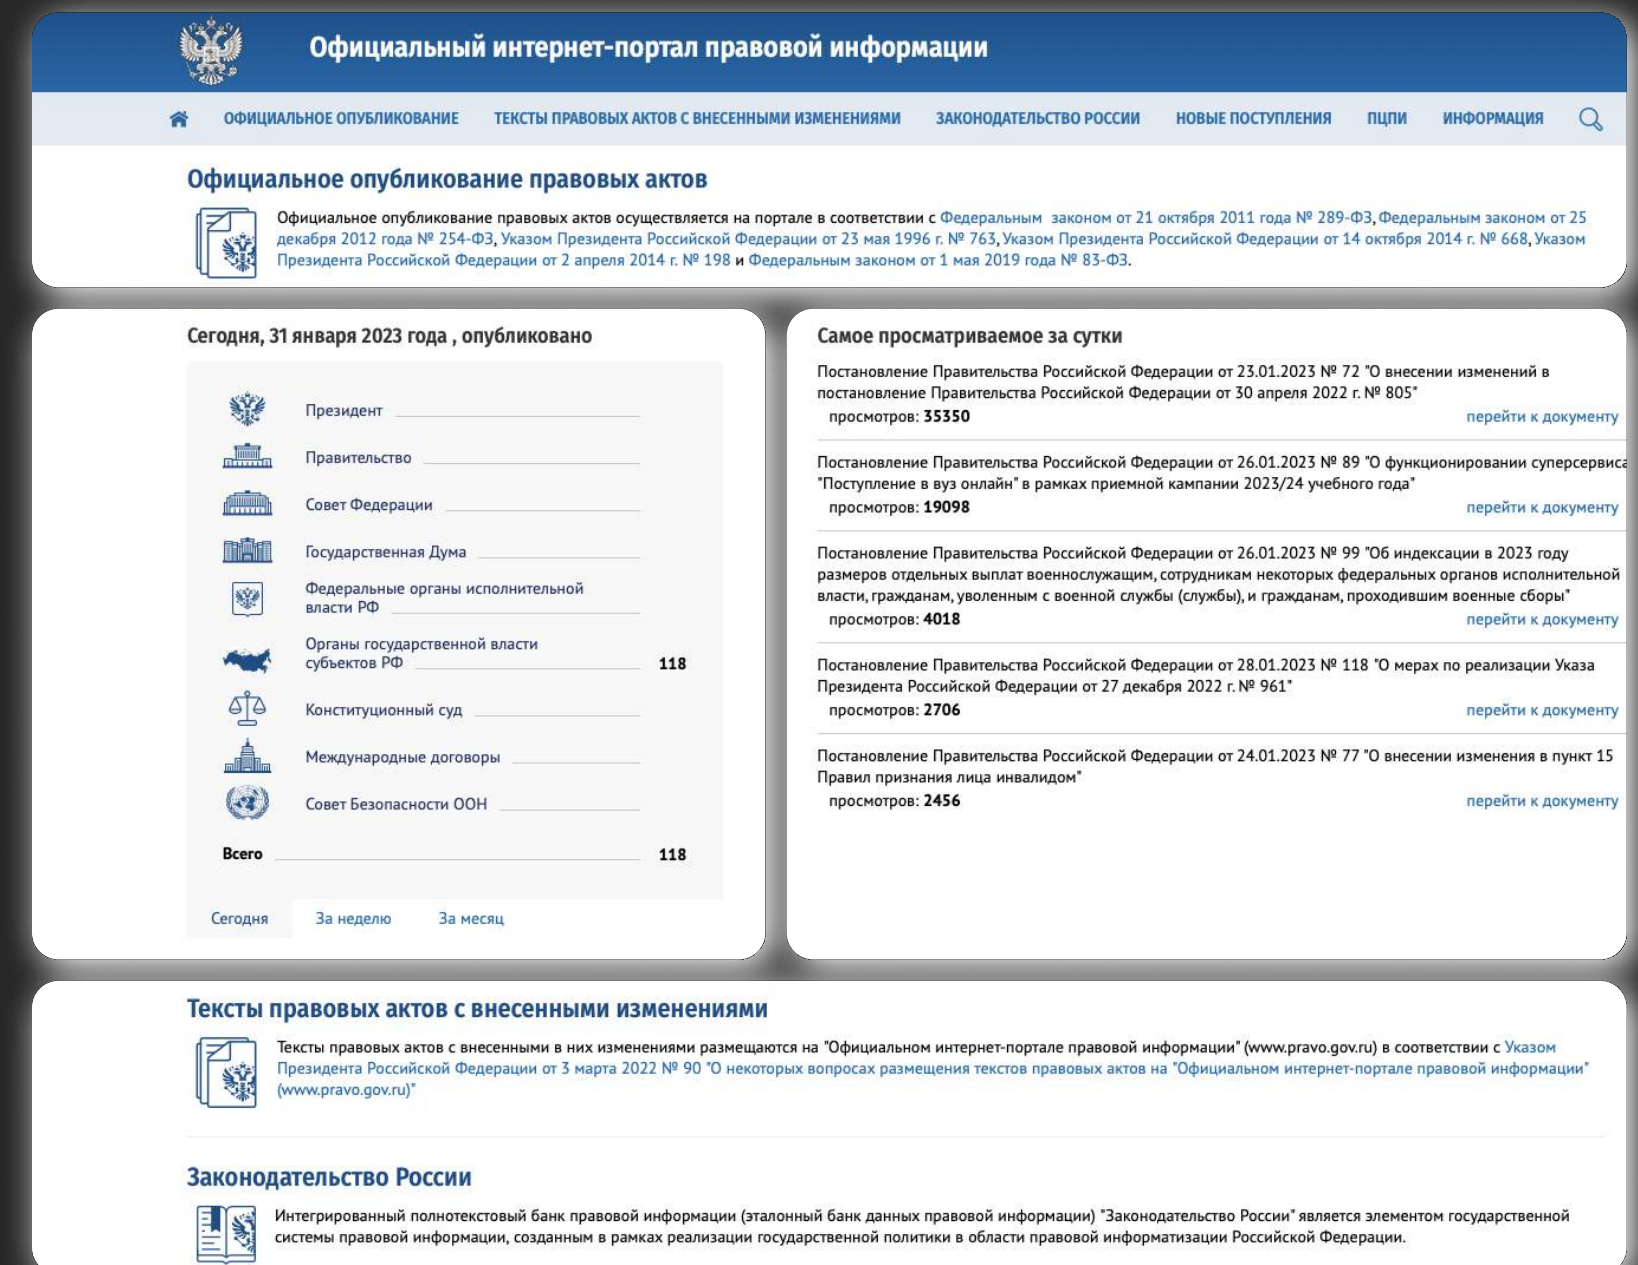 Официальный интернет-портал правовой информации
ОФИЦИАЛЬНОЕ ОПУБЛИКОВАНИЕ ТЕКСТЫ ПРАВОВЫХ АКТОВ С ВНЕСЕННЫМИ ИЗМЕНЕНИЯМИ ЗАКОНОДАТЕЛЬСТВО РОССИИ НОВЫЕ ПОСТУПЛЕНИЯ ПЦПИ ИНФОРМАЦИЯ
Официальное опубликование правовых актов
Официальное опубликование правовых актов осуществляется на портале в соответствии с Федеральным законом от 21 октября 2011 года № 289-ФЗ, Федеральным законом от 25
декабря 2012 года № 254-ФЗ, Указом Президента Российской Федерации от 23 мая 1996 г. № 763, Указом Президента Российской Федерации от 14 октября 2014 г. № 668, Указом
Президента Российской Федерации от 2 апреля 2014 г. № 198 и Федеральным законом от 1 мая 2019 года № 83-ФЗ.
Сегодня, 31 января 2023 года , опубликовано
Президент
Правительство
Совет Федерации
Государственная Дума
Федеральные органы исполнительной
власти РФ
Органы государственной власти
субъектов РФ 118
Конституционный суд
Международные договоры
Совет Безопасности ООН
Всего 118
Сегодня За неделю За месяц
Самое просматриваемое за сутки
Постановление Правительства Российской Федерации от 23.01.2023 № 72 "О внесении изменений в
постановление Правительства Российской Федерации от 30 апреля 2022 г. № 805"
просмотров: 35350 перейти к документу
Постановление Правительства Российской Федерации от 26.01.2023 № 89 "О функционировании суперсервиса
"Поступление в вуз онлайн" в рамках приемной кампании 2023/24 учебного года"
просмотров: 19098 перейти к документу
Постановление Правительства Российской Федерации от 26.01.2023 № 99 "Об индексации в 2023 году
размеров отдельных выплат военнослужащим, сотрудникам некоторых федеральных органов исполнительной
власти, гражданам, уволенным с военной службы (службы), и гражданам, проходившим военные сборы"
просмотров: 4018 перейти к документу
Постановление Правительства Российской Федерации от 28.01.2023 № 118 "О мерах по реализации Указа
Президента Российской Федерации от 27 декабря 2022 г. № 961"
просмотров: 2706 перейти к документу
Постановление Правительства Российской Федерации от 24.01.2023 № 77 "О внесении изменения в пункт 15
Правил признания лица инвалидом"
просмотров: 2456 перейти к документу
Тексты правовых актов с внесенными изменениями
Тексты правовых актов с внесенными в них изменениями размещаются на "Официальном интернет-портале правовой информации" (www.pravo.gov.ru) в соответствии с Указом
Президента Российской Федерации от 3 марта 2022 № 90 "О некоторых вопросах размещения текстов правовых актов на "Официальном интернет-портале правовой информации"
(www.pravo.gov.ru)"
Законодательство России
Интегрированный полнотекстовый банк правовой информации (эталонный банк данных правовой информации) "Законодательство России" является элементом государственной
системы правовой информации, созданным в рамках реализации государственной политики в области правовой информатизации Российской Федерации.